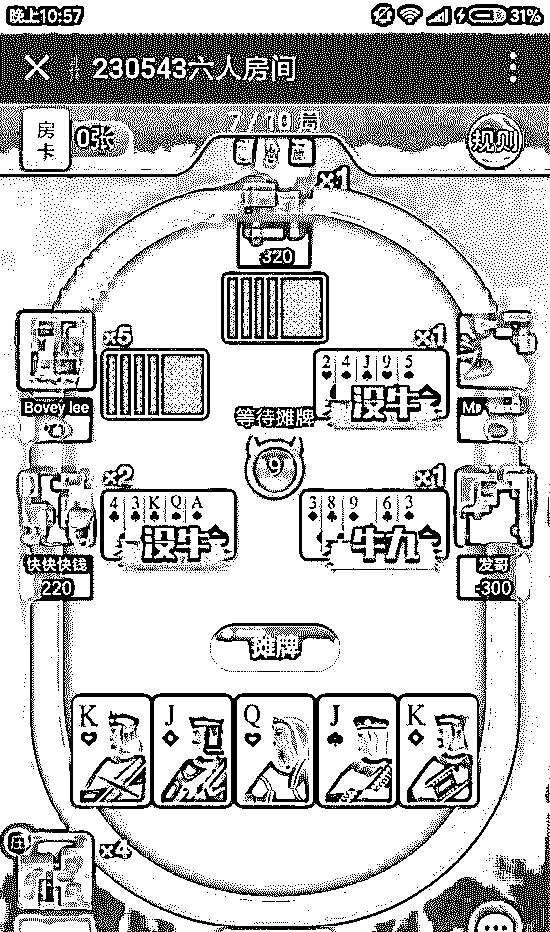 晚上10:57 31%
230543六人房间
房卡 0张
7/10局
规则
x1
320
x5
x1
2 4 J 9 5
没牛
Bovey lee
等待摊牌
9
x2
x1
4 3 K Q A
没牛
3 8 9 6 3
牛九
快快快钱
220
发哥
-300
摊牌
K J Q J K
x4